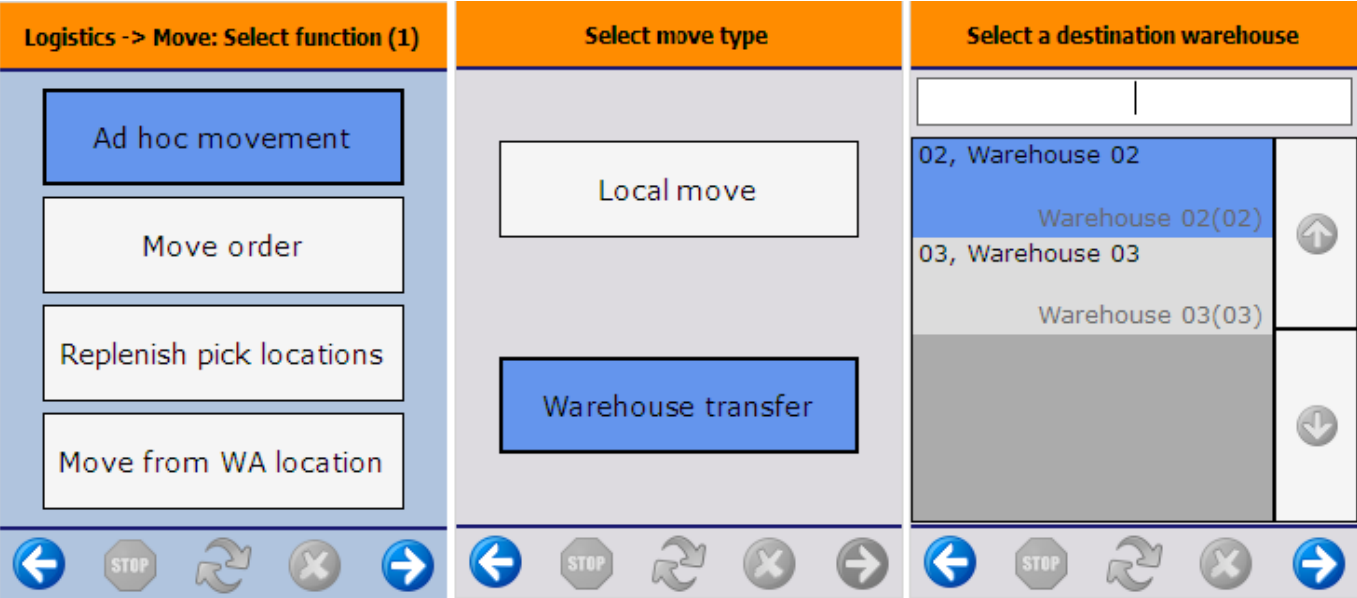 Logistics -> Move: Select function (1)
Ad hoc movement
Move order
Replenish pick locations
Move from WA location
STOP
Select move type
Local move
Warehouse transfer
STOP
Select a destination warehouse
02, Warehouse 02
Warehouse 02(02)
03, Warehouse 03
Warehouse 03(03)
STOP